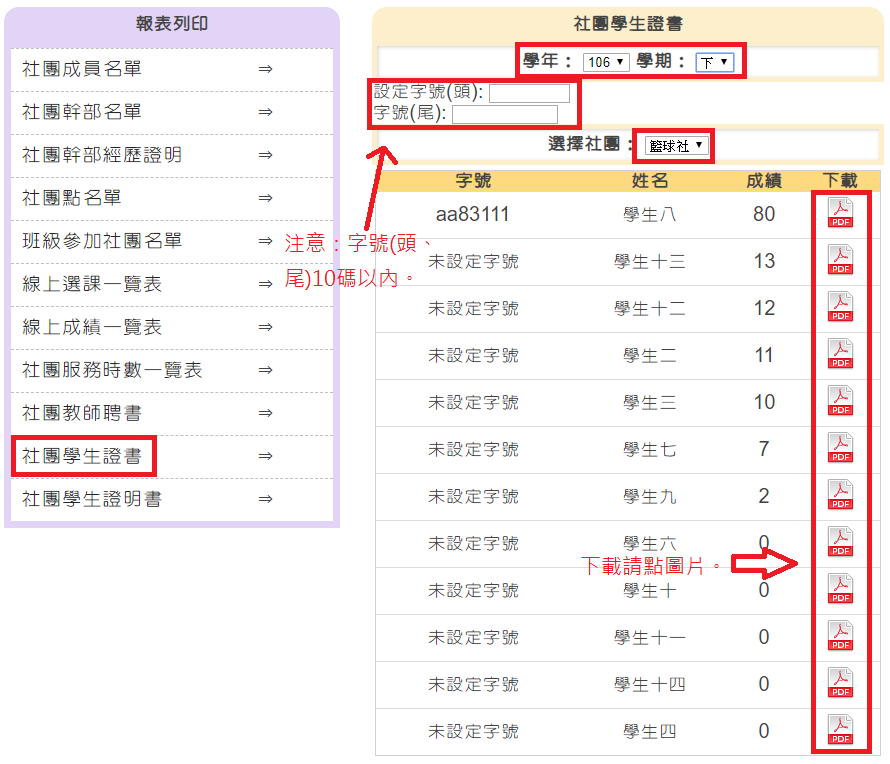 報表列印
社團成員名單 ⇒
社團幹部名單 ⇒
社團幹部經歷證明 ⇒
社團點名單 ⇒
班級參加社團名單 ⇒
線上選課一覽表 ⇒
線上成績一覽表 ⇒
社團服務時數一覽表 ⇒
社團教師聘書 ⇒
社團學生證書 ⇒
社團學生證明書 ⇒
社團學生證書
學年： 106 ▼ 學期： 下 ▼
設定字號(頭):
字號(尾):
選擇社團： 籃球社 ▼
注意：字號(頭、
尾)10碼以內。
字號 姓名 成績 下載
aa83111 學生八 80 PDF
未設定字號 學生十三 13 PDF
未設定字號 學生十二 12 PDF
未設定字號 學生二 11 PDF
未設定字號 學生三 10 PDF
未設定字號 學生七 7 PDF
未設定字號 學生九 2 PDF
未設定字號 學生六 0 PDF
下載請點圖片。
未設定字號 學生十 0 PDF
未設定字號 學生十一 0 PDF
未設定字號 學生十四 0 PDF
未設定字號 學生四 0 PDF